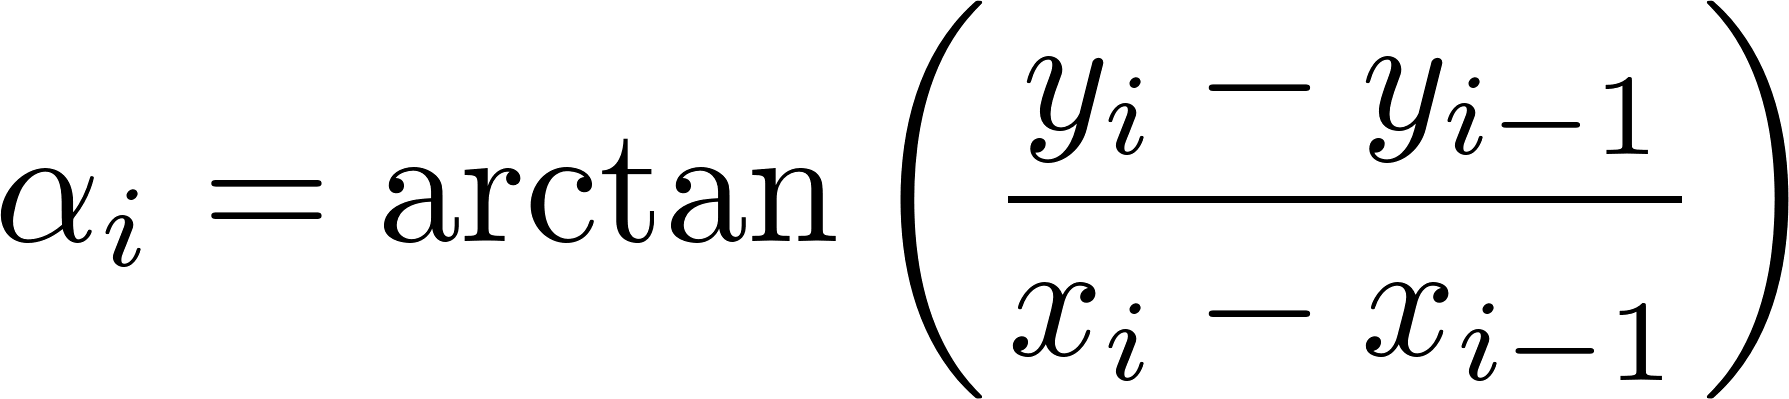 α_i = arctan ( (y_i − y_{i−1}) / (x_i − x_{i−1}) )